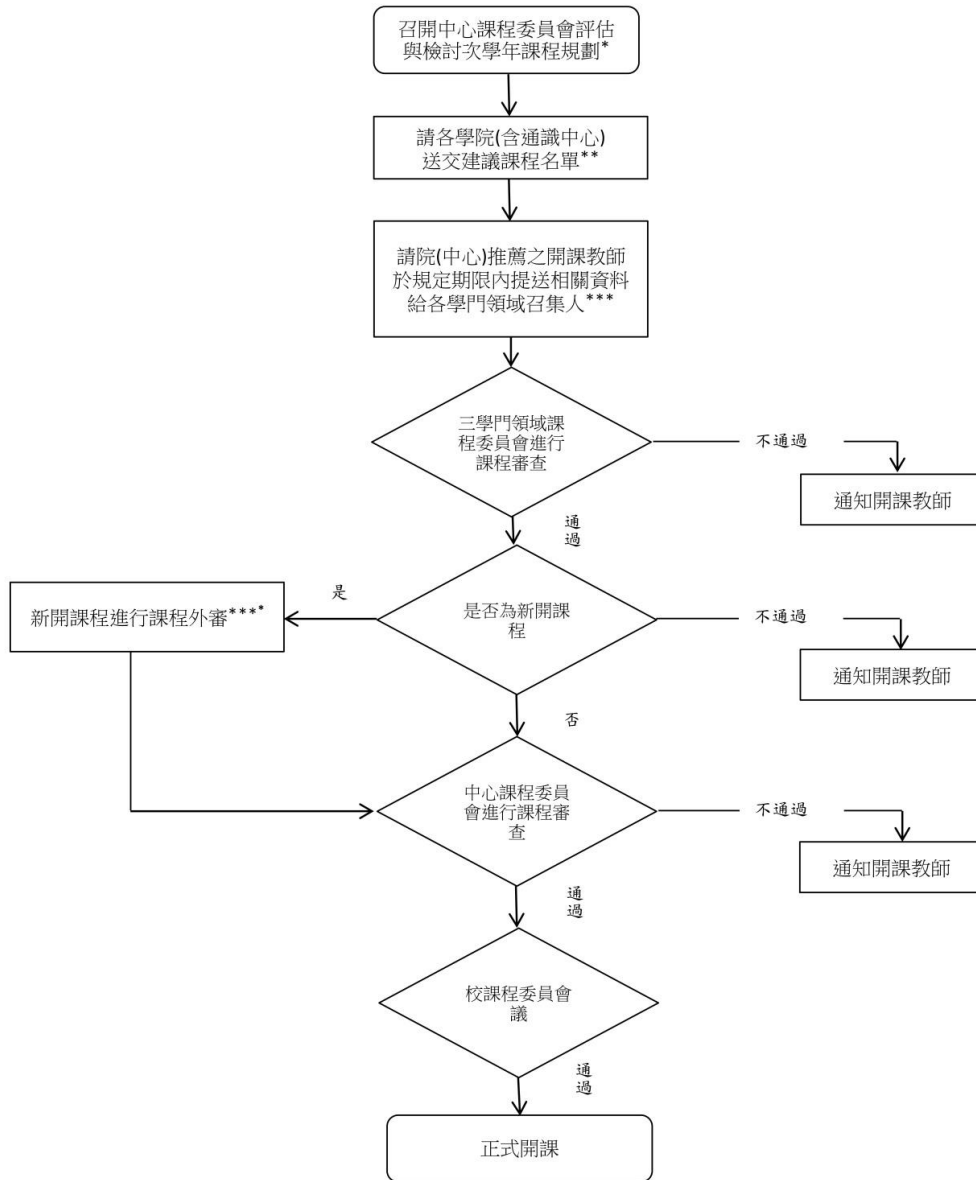 召開中心課程委員會評估
與檢討次學年課程規劃*
請各學院(含通識中心)
送交建議課程名單**
請院(中心)推薦之開課教師
於規定期限內提送相關資料
給各學門領域召集人***
三學門領域課
程委員會進行
課程審查
不通過
通知開課教師
通
過
是否為新開課
程
是
新開課程進行課程外審****
不通過
通知開課教師
否
中心課程委員
會進行課程審
查
不通過
通知開課教師
通
過
校課程委員會
議
通
過
正式開課